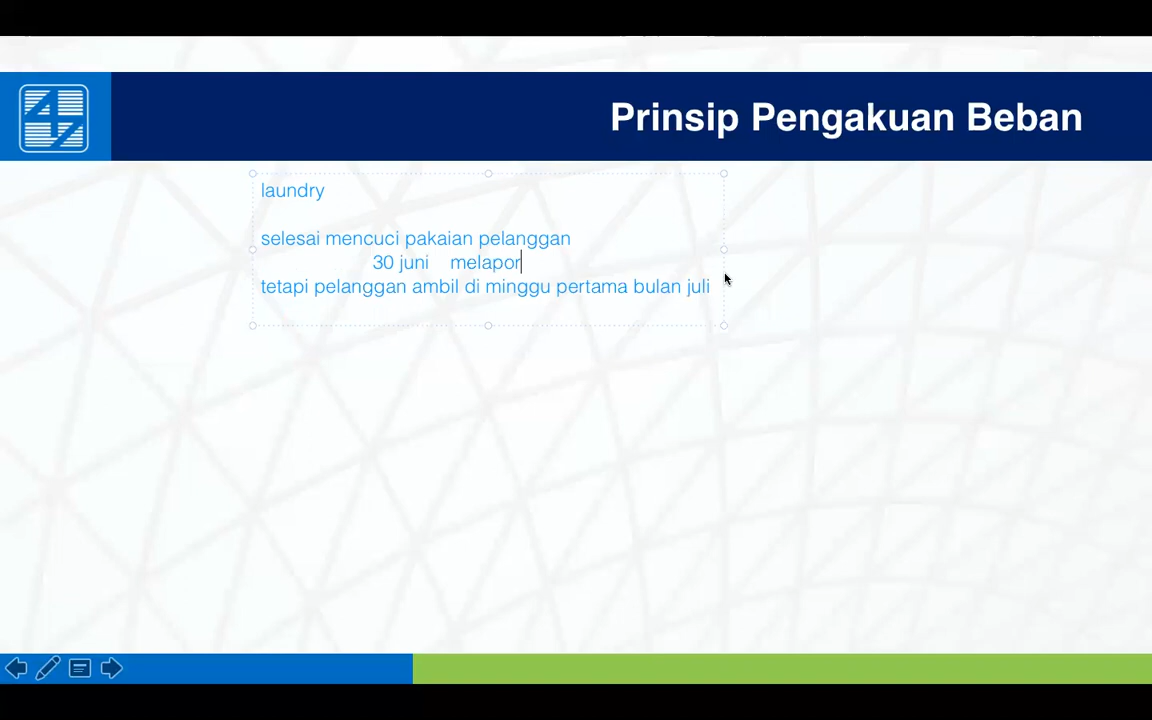 Prinsip Pengakuan Beban
laundry
selesai mencuci pakaian pelanggan
30 juni melapor
tetapi pelanggan ambil di minggu pertama bulan juli